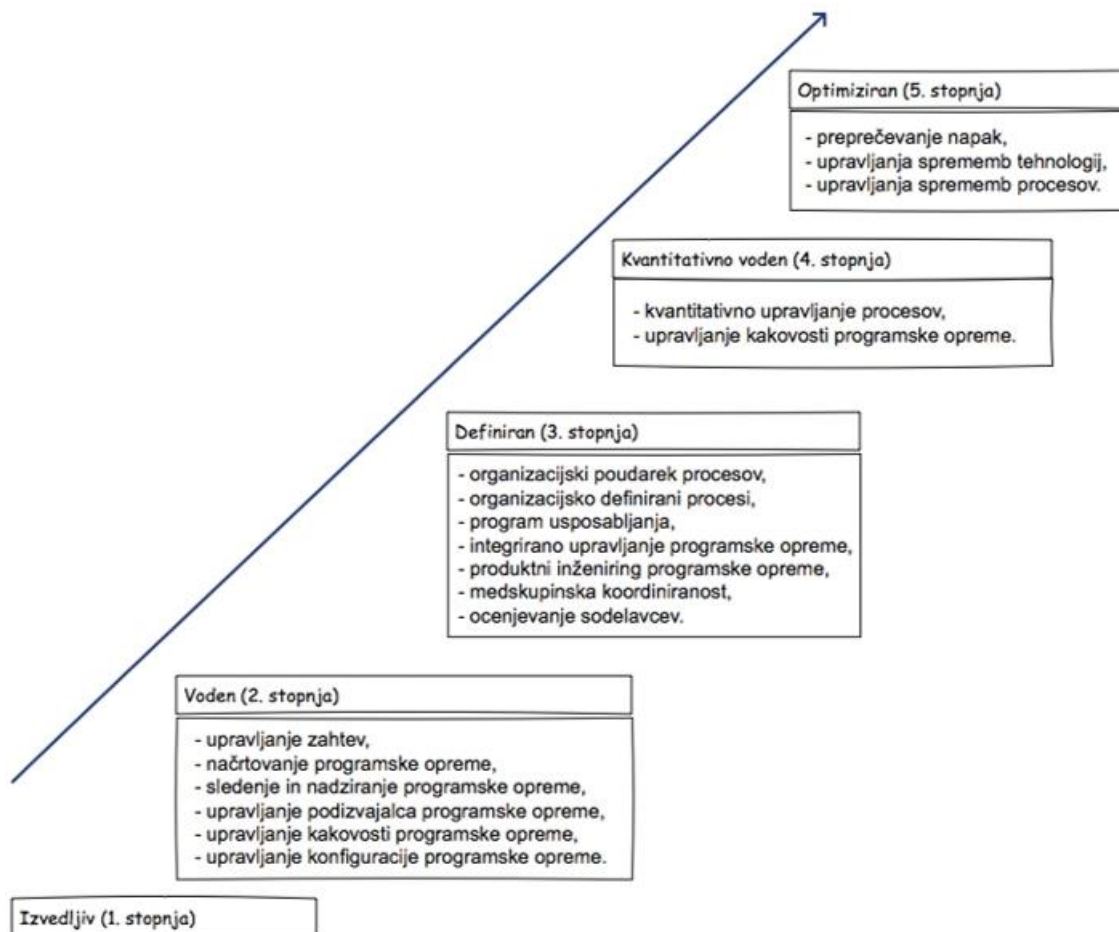 Optimiziran (5. stopnja)
- preprečevanje napak,
- upravljanja sprememb tehnologij,
- upravljanja sprememb procesov.
Kvantitativno voden (4. stopnja)
- kvantitativno upravljanje procesov,
- upravljanje kakovosti programske opreme.
Definiran (3. stopnja)
- organizacijski poudarek procesov,
- organizacijsko definirani procesi,
- program usposabljanja,
- integrirano upravljanje programske opreme,
- produktni inženiring programske opreme,
- medskupinska koordiniranost,
- ocenjevanje sodelavcev.
Voden (2. stopnja)
- upravljanje zahtev,
- načrtovanje programske opreme,
- sledenje in nadziranje programske opreme,
- upravljanje podizvajalca programske opreme,
- upravljanje kakovosti programske opreme,
- upravljanje konfiguracije programske opreme.
Izvedljiv (1. stopnja)